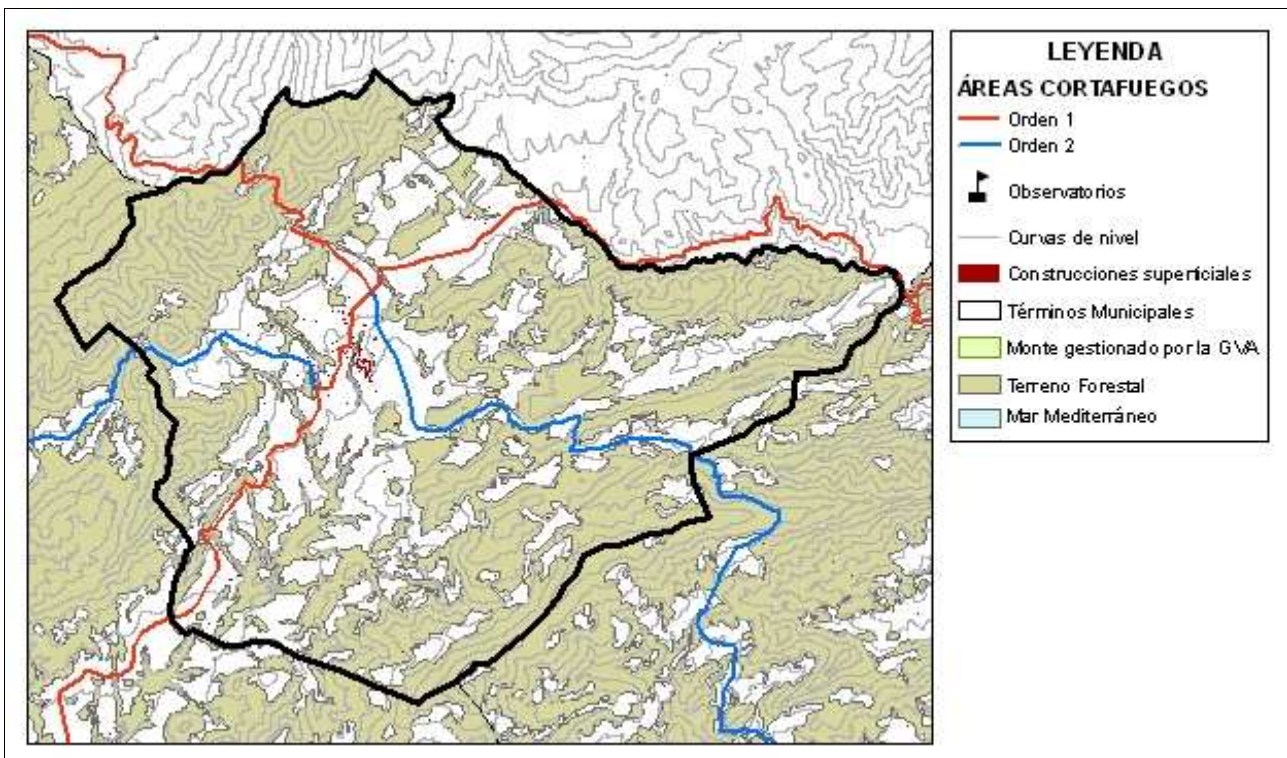 LEYENDA
ÁREAS CORTAFUEGOS
Orden 1
Orden 2
Observatorios
Curvas de nivel
Construcciones superficiales
Términos Municipales
Monte gestionado por la GVA
Terreno Forestal
Mar Mediterráneo